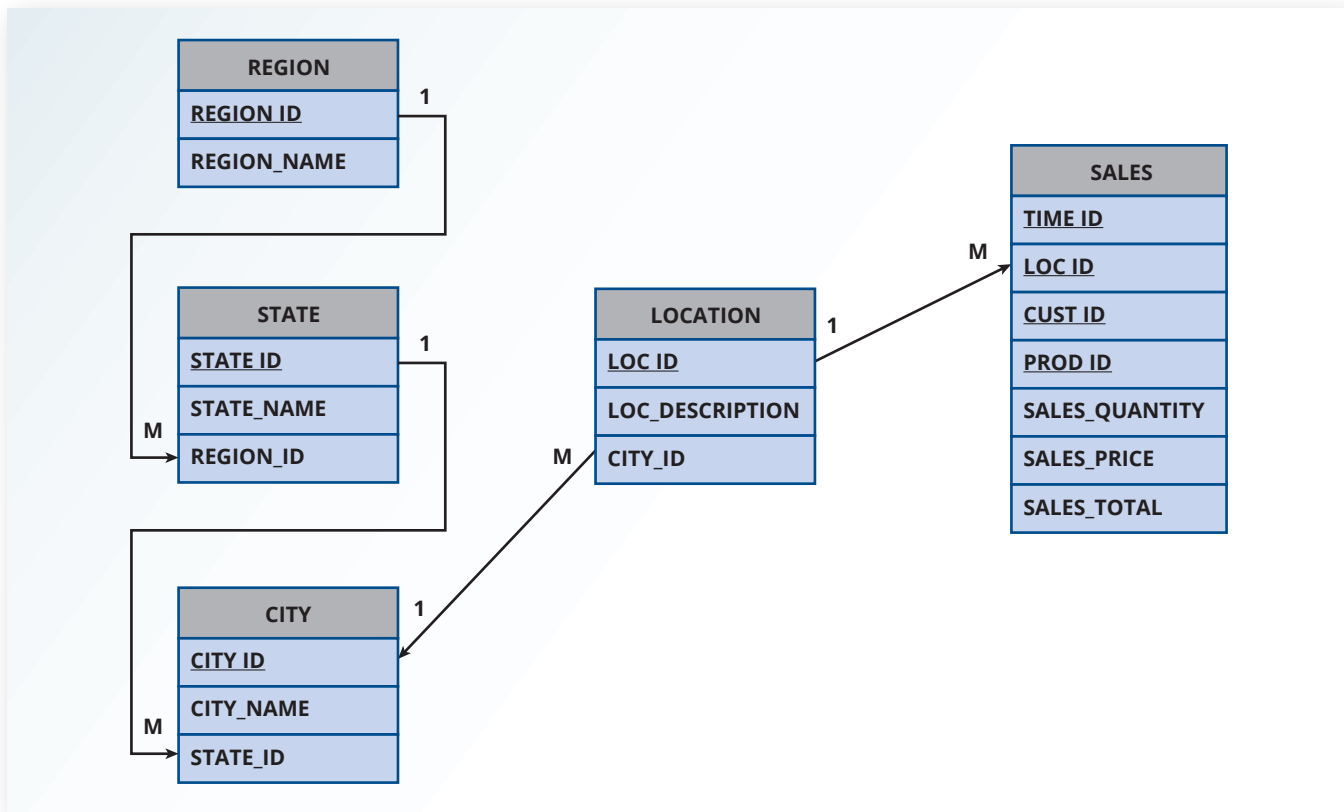 REGION
REGION ID
REGION_NAME
1
M
STATE
STATE ID
STATE_NAME
REGION_ID
1
M
CITY
CITY ID
CITY_NAME
STATE_ID
LOCATION
LOC ID
LOC_DESCRIPTION
CITY_ID
M
1
1
M
SALES
TIME ID
LOC ID
CUST ID
PROD ID
SALES_QUANTITY
SALES_PRICE
SALES_TOTAL